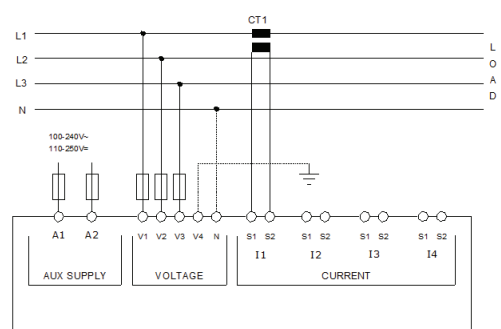 CT1
L1
L2
L3
N
L
O
A
D
100-240V~
110-250V=
A1 A2 V1 V2 V3 V4 N S1 S2 S1 S2 S1 S2 S1 S2
I1 I2 I3 I4
AUX SUPPLY VOLTAGE CURRENT